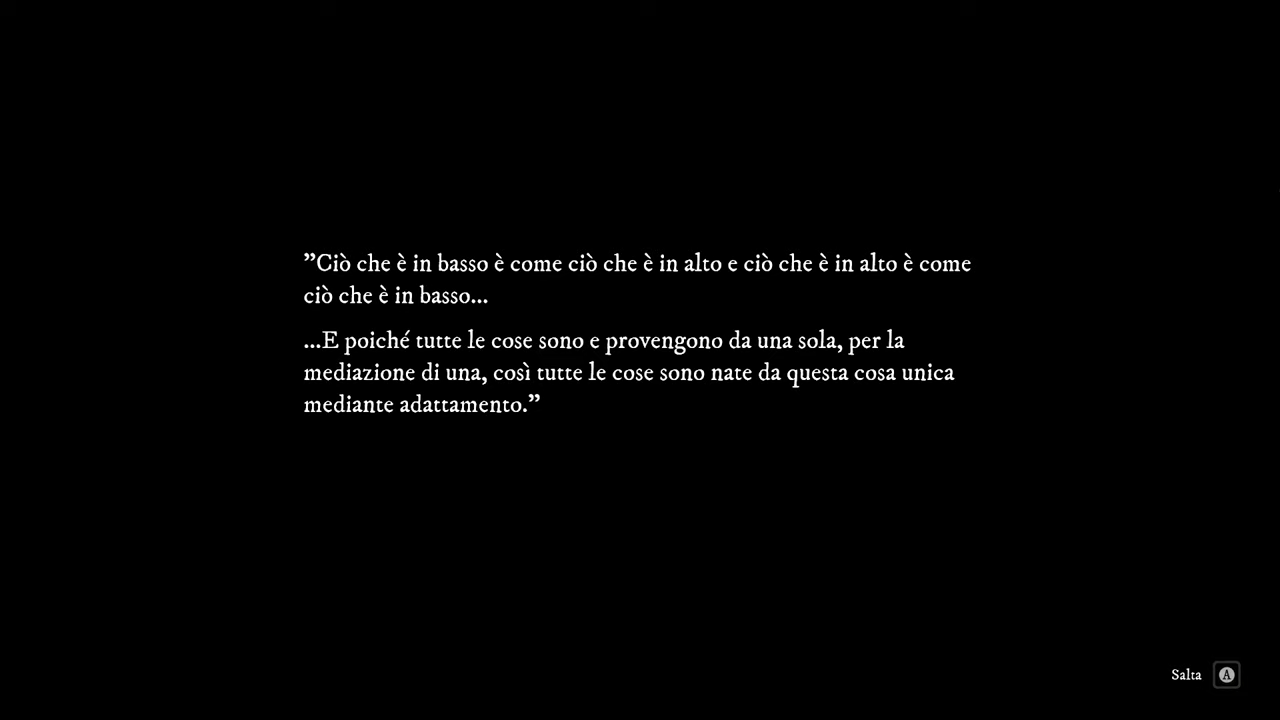 ”Ciò che è in basso è come ciò che è in alto e ciò che è in alto è come
ciò che è in basso...
...E poiché tutte le cose sono e provengono da una sola, per la
mediazione di una, così tutte le cose sono nate da questa cosa unica
mediante adattamento.”
Salta A